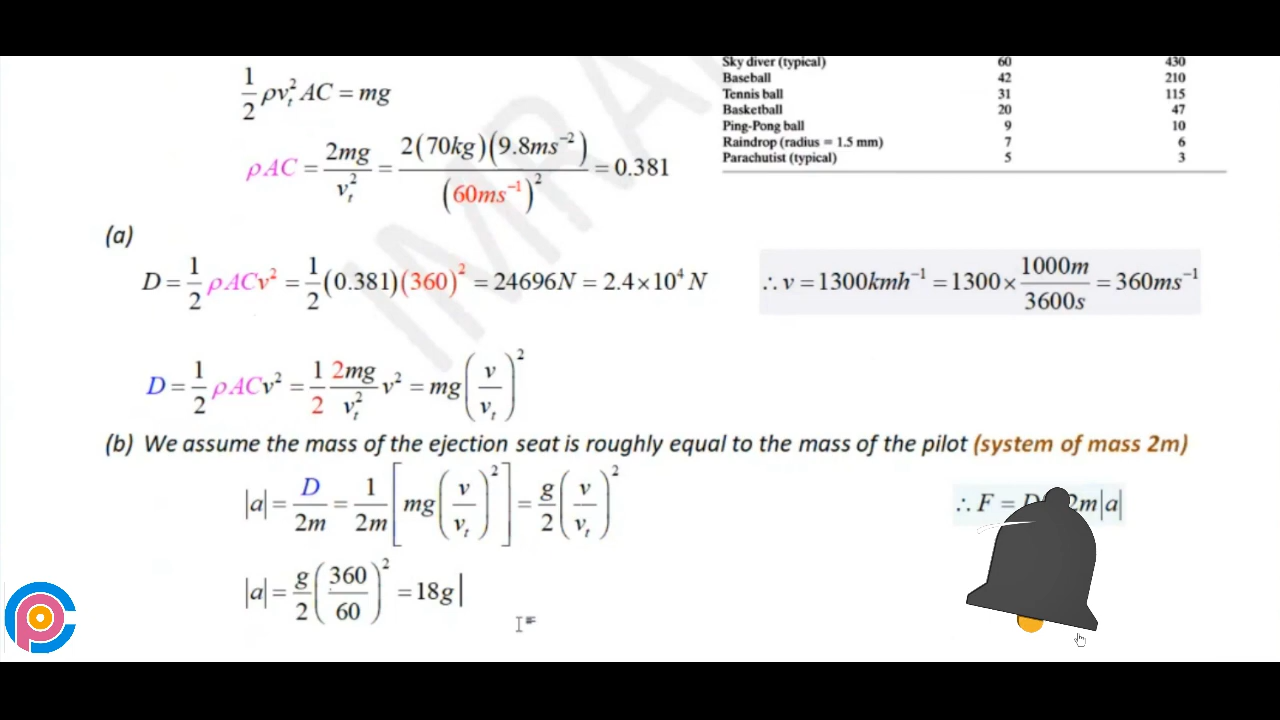 Sky diver (typical) 60 430
Baseball 42 210
Tennis ball 31 115
Basketball 20 47
Ping-Pong ball 9 10
Raindrop (radius = 1.5 mm) 7 6
Parachutist (typical) 5 3
1/2 ρv_t² AC = mg
ρAC = 2mg/v_t² = 2(70kg)(9.8ms⁻²)/(60ms⁻¹)² = 0.381
(a)
D = 1/2 ρACv² = 1/2 (0.381)(360)² = 24696N = 2.4×10⁴ N
∴ v = 1300kmh⁻¹ = 1300 × 1000m/3600s = 360ms⁻¹
D = 1/2 ρACv² = 1/2 2mg/v_t² v² = mg(v/v_t)²
(b) We assume the mass of the ejection seat is roughly equal to the mass of the pilot (system of mass 2m)
|a| = D/2m = 1/2m [mg(v/v_t)²] = g/2 (v/v_t)²
∴ F = 2m|a|
|a| = g/2 (360/60)² = 18g